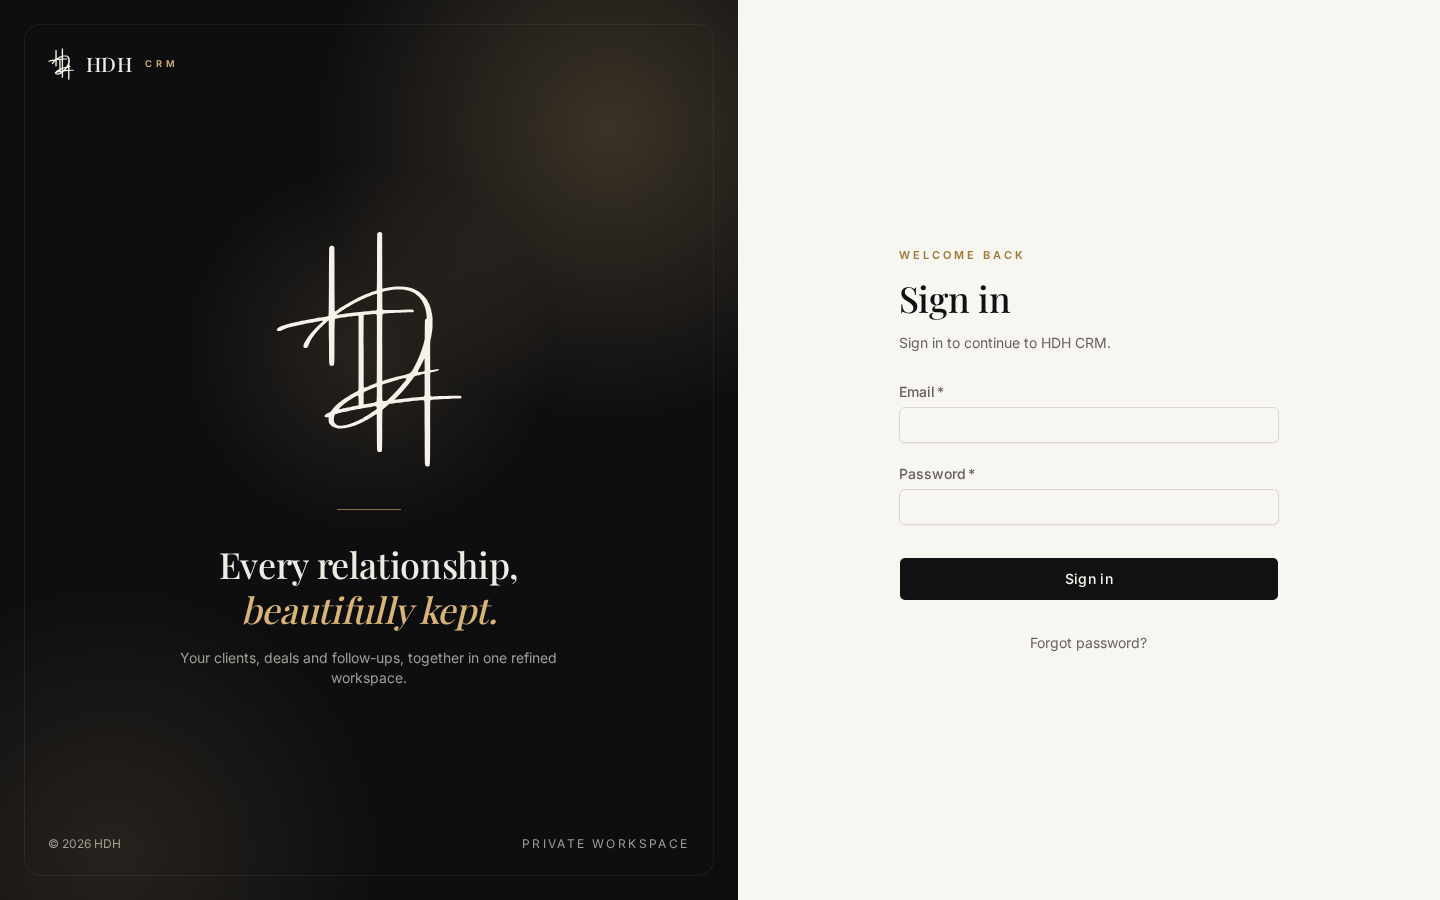 HDH CRM
Every relationship,
beautifully kept.
Your clients, deals and follow-ups, together in one refined
workspace.
© 2026 HDH
PRIVATE WORKSPACE
WELCOME BACK
Sign in
Sign in to continue to HDH CRM.
Email *
Password *
Sign in
Forgot password?